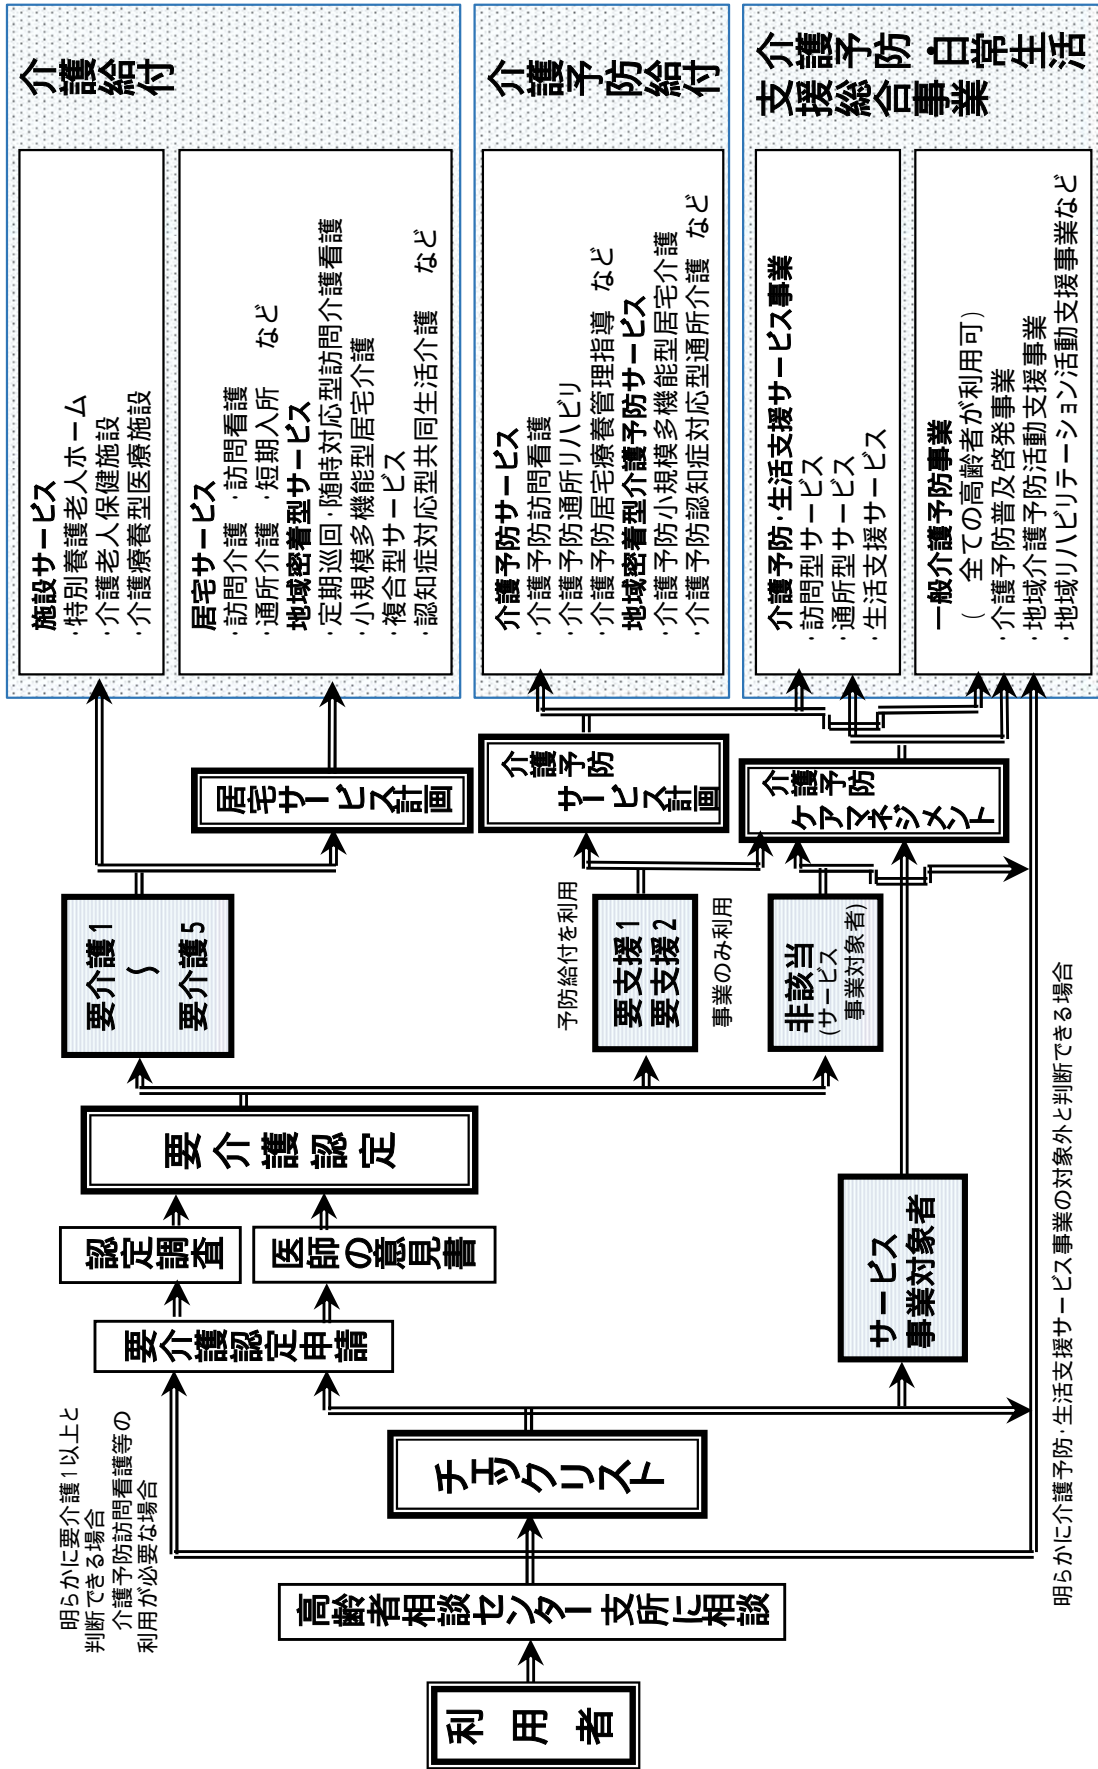 利用者
高齢者相談センター支所に相談
明らかに要介護1以上と
判断できる場合
介護予防訪問看護等の
利用が必要な場合
チェックリスト
要介護認定申請
認定調査
医師の意見書
要介護認定
サービス
事業対象者
要介護1
～
要介護5
予防給付を利用
要支援1
要支援2
事業のみ利用
非該当
(サービス
事業対象者)
明らかに介護予防・生活支援サービス事業の対象外と判断できる場合
居宅サービス計画
介護予防
サービス計画
介護予防
ケアマネジメント
介護給付
施設サービス
・特別養護老人ホーム
・介護老人保健施設
・介護療養型医療施設
居宅サービス
・訪問介護 ・訪問看護
・通所介護 ・短期入所 など
地域密着型サービス
・定期巡回・随時対応型訪問介護看護
・小規模多機能型居宅介護
・複合型サービス
・認知症対応型共同生活介護 など
介護予防給付
介護予防サービス
・介護予防訪問看護
・介護予防通所リハビリ
・介護予防居宅療養管理指導 など
地域密着型介護予防サービス
・介護予防小規模多機能型居宅介護
・介護予防認知症対応型通所介護 など
介護予防・日常生活
支援総合事業
介護予防・生活支援サービス事業
・訪問型サービス
・通所型サービス
・生活支援サービス
一般介護予防事業
( 全ての高齢者が利用可)
・介護予防普及啓発事業
・地域介護予防活動支援事業
・地域リハビリテーション活動支援事業など